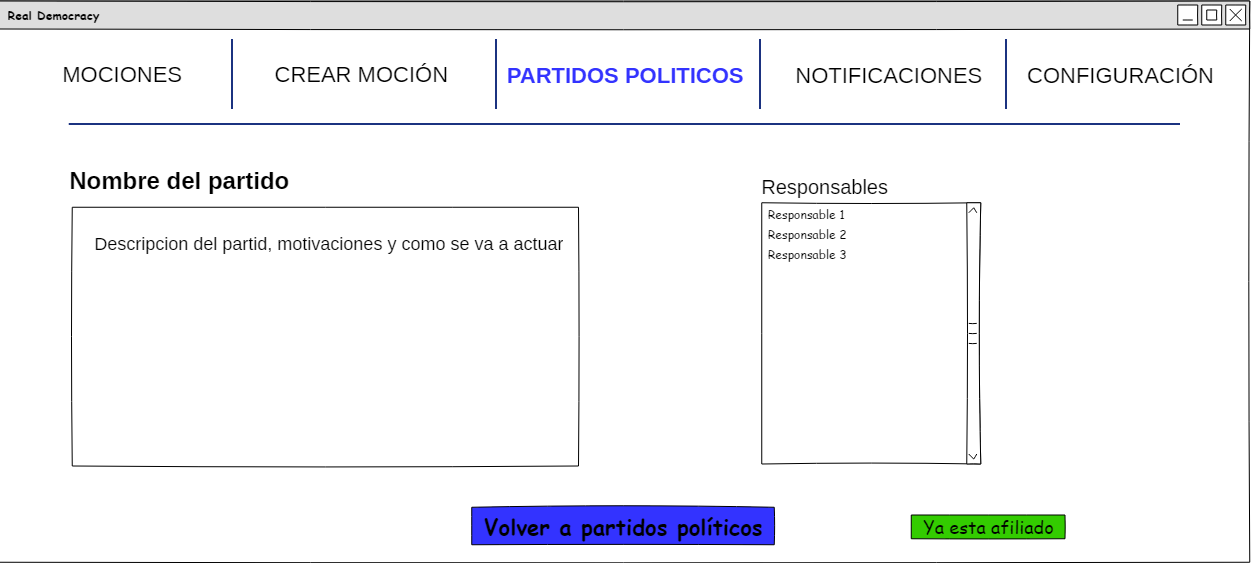 Real Democracy
MOCIONES
CREAR MOCIÓN
PARTIDOS POLITICOS
NOTIFICACIONES
CONFIGURACIÓN
Nombre del partido
Descripcion del partid, motivaciones y como se va a actuar
Responsables
Responsable 1
Responsable 2
Responsable 3
Volver a partidos políticos
Ya esta afiliado